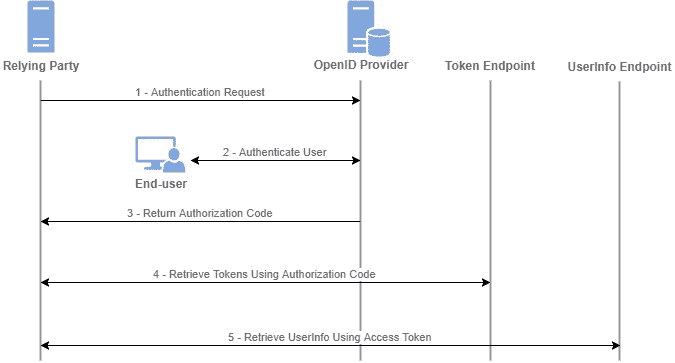 Relying Party
OpenID Provider
Token Endpoint
UserInfo Endpoint
1 - Authentication Request
2 - Authenticate User
End-user
3 - Return Authorization Code
4 - Retrieve Tokens Using Authorization Code
5 - Retrieve UserInfo Using Access Token